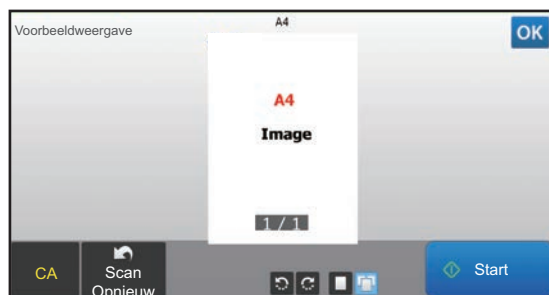 A4
Voorbeeldweergave
OK
A4
Image
1 / 1
CA
Scan
Opnieuw
Start